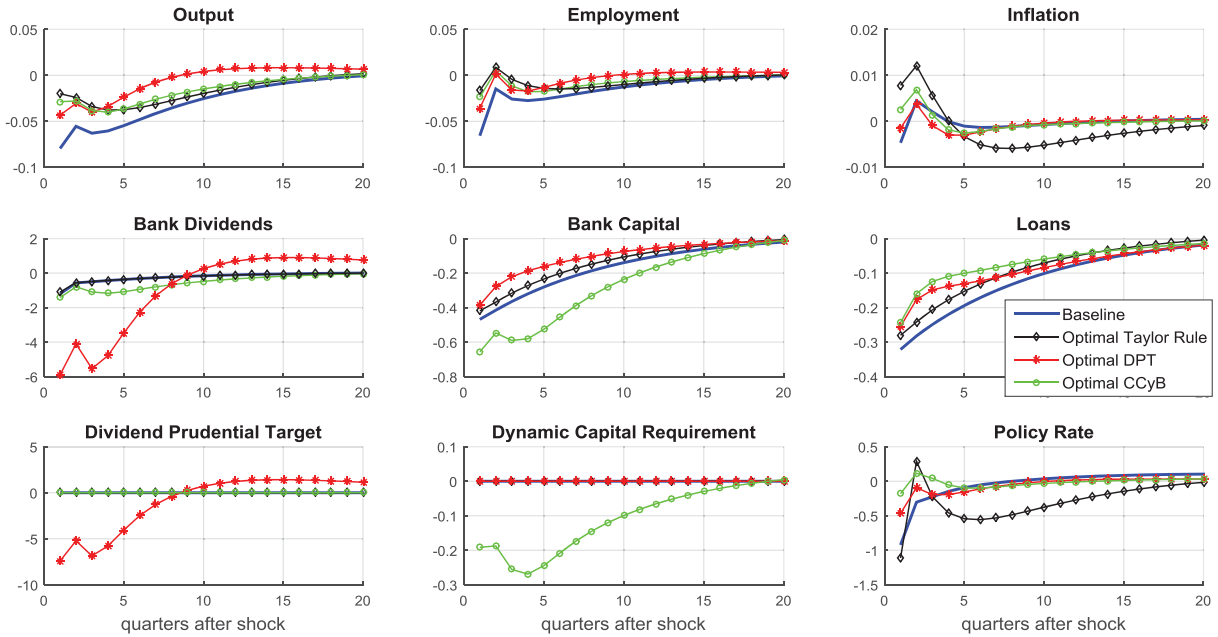 Output
0.05
0
-0.05
-0.1
0 5 10 15 20
Employment
0.05
0
-0.05
-0.1
0 5 10 15 20
Inflation
0.02
0.01
0
-0.01
0 5 10 15 20
Bank Dividends
2
0
-2
-4
-6
0 5 10 15 20
Bank Capital
0
-0.2
-0.4
-0.6
-0.8
0 5 10 15 20
Loans
0
-0.1
-0.2
-0.3
-0.4
0 5 10 15 20
Baseline
Optimal Taylor Rule
Optimal DPT
Optimal CCyB
Dividend Prudential Target
5
0
-5
-10
0 5 10 15 20
quarters after shock
Dynamic Capital Requirement
0.1
0
-0.1
-0.2
-0.3
0 5 10 15 20
quarters after shock
Policy Rate
0.5
0
-0.5
-1
-1.5
0 5 10 15 20
quarters after shock